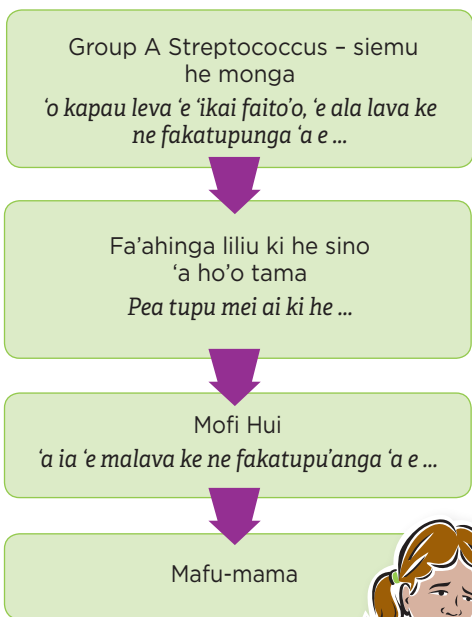 Group A Streptococcus – siemu
he monga
‘o kapau leva ‘e ‘ikai faito’o, ‘e ala lava ke
ne fakatupunga ‘a e ...
Fa’ahinga liliu ki he sino
‘a ho’o tama
Pea tupu mei ai ki he ...
Mofi Hui
‘a ia ‘e malava ke ne fakatupu’anga ‘a e ...
Mafu-mama